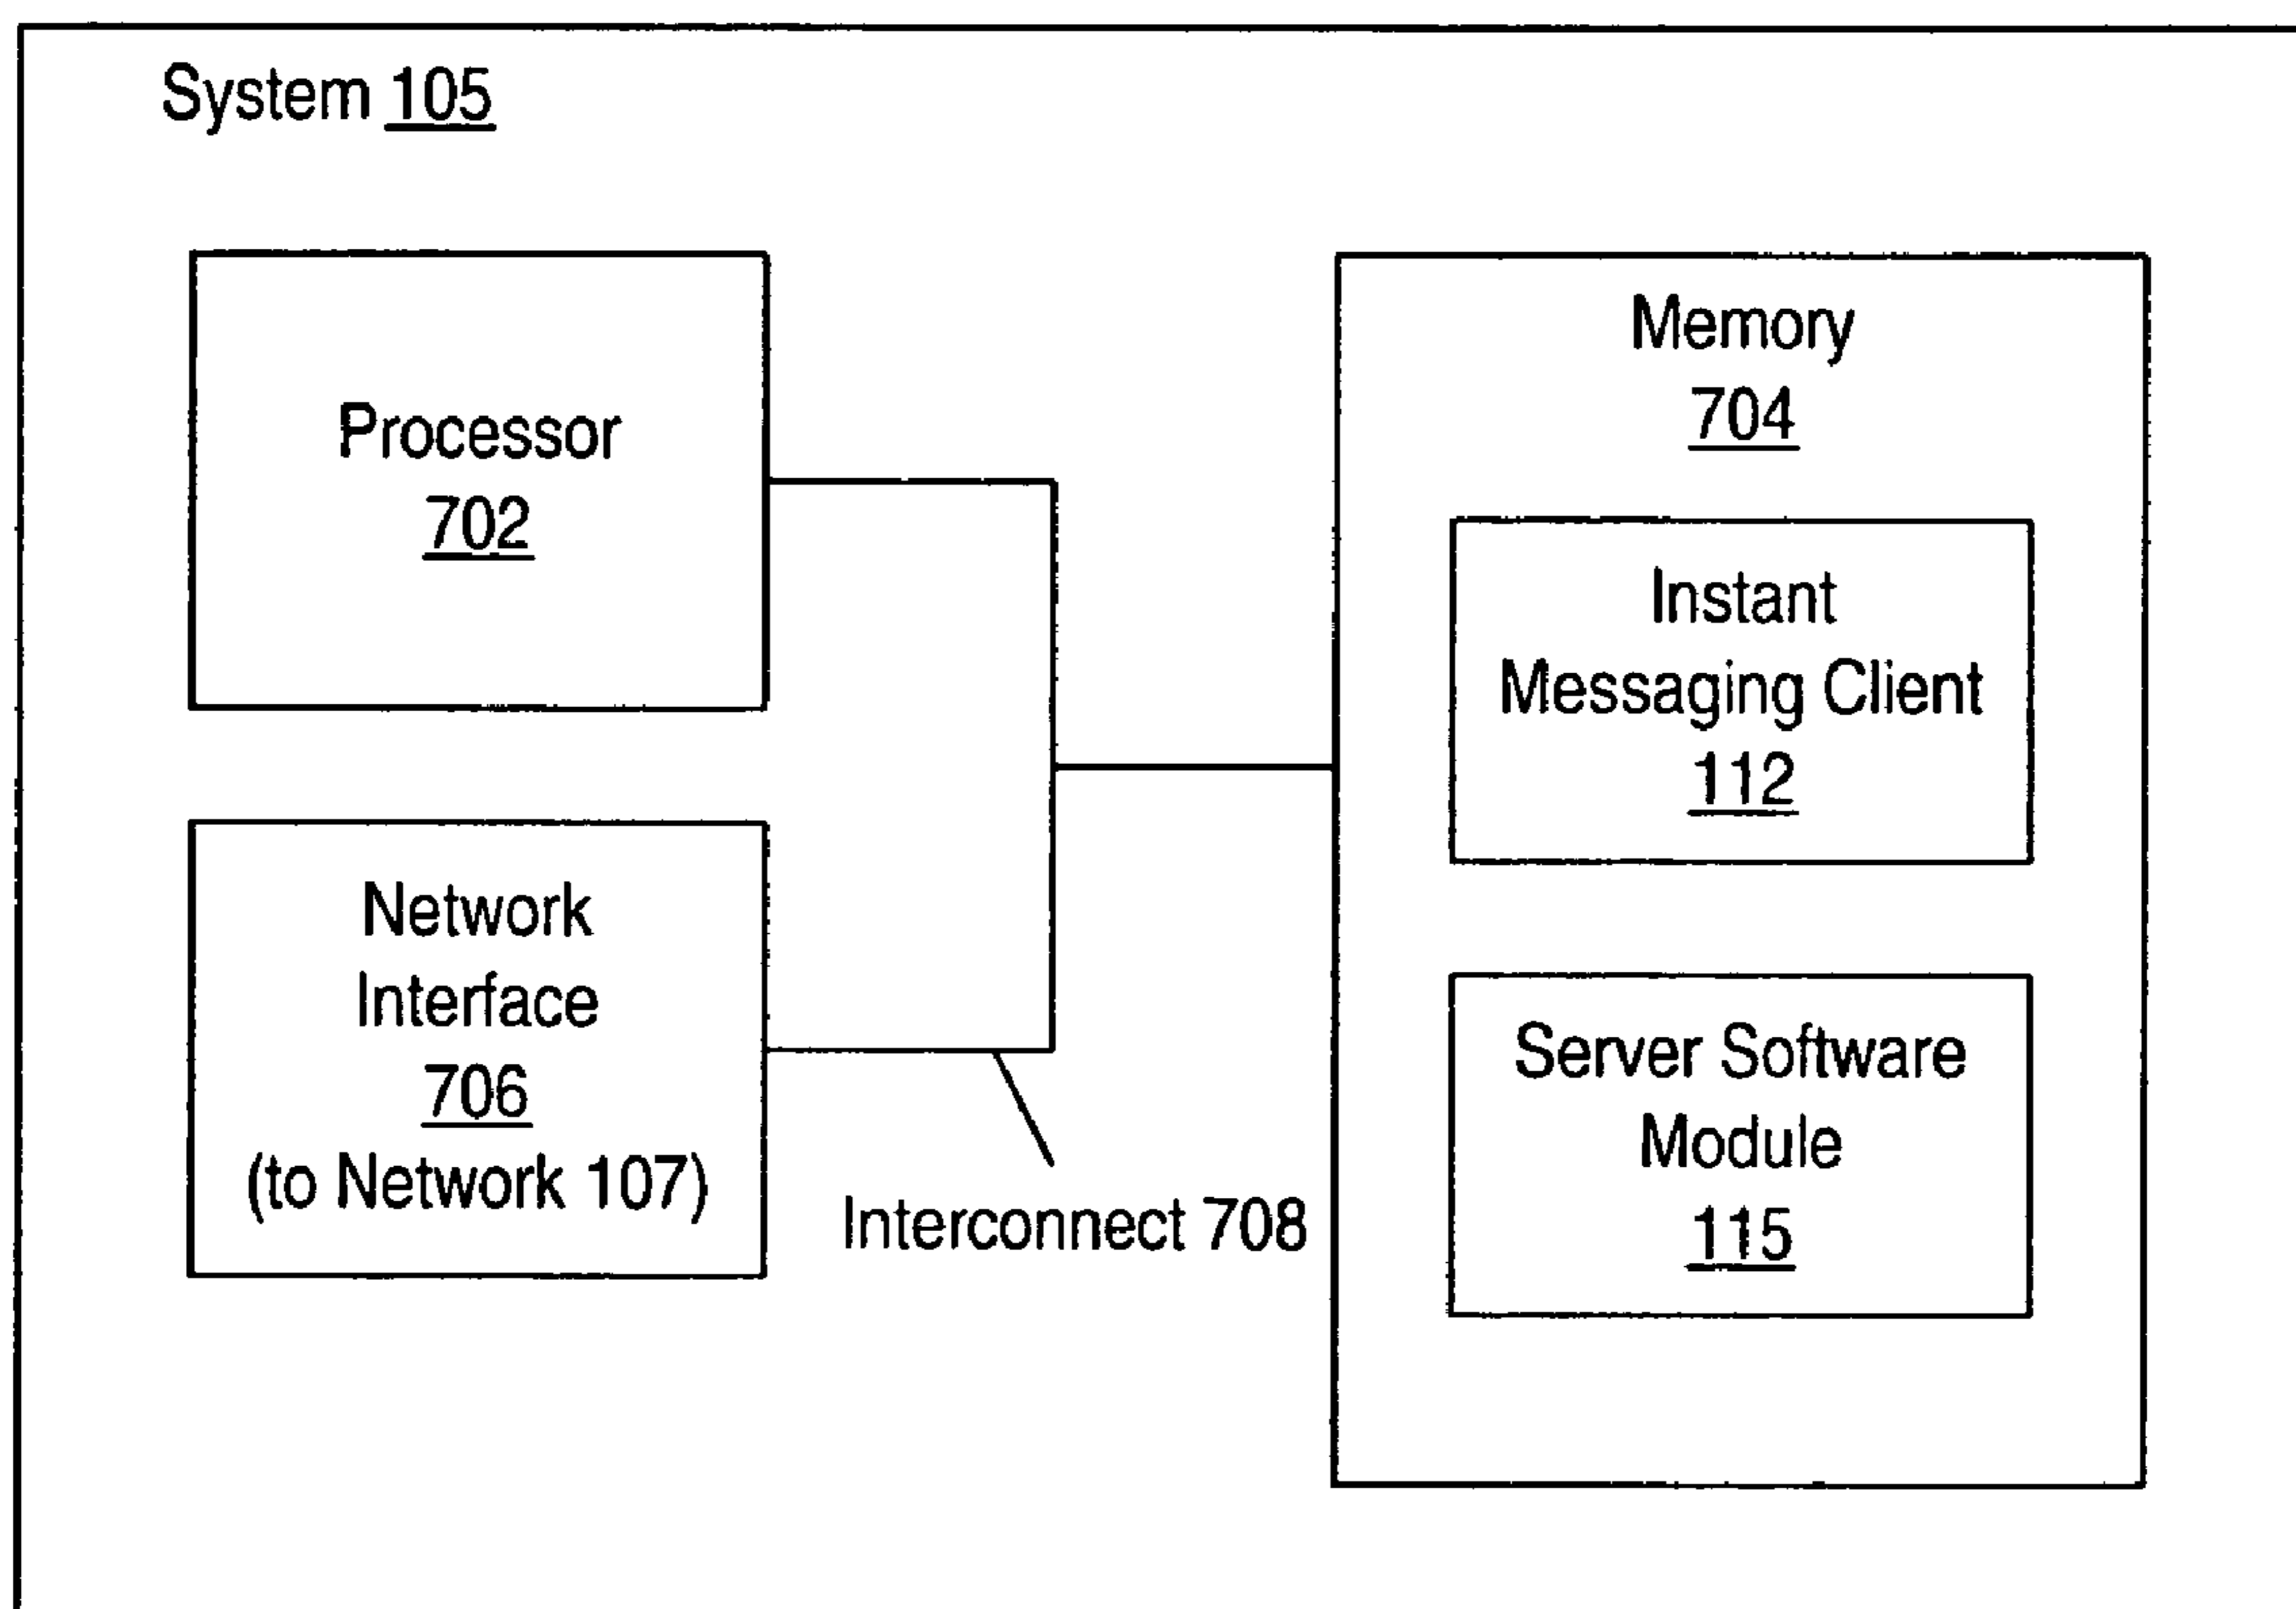 System 105
Processor
702
Network
Interface
706
(to Network 107)
Interconnect 708
Memory
704
Instant
Messaging Client
112
Server Software
Module
115